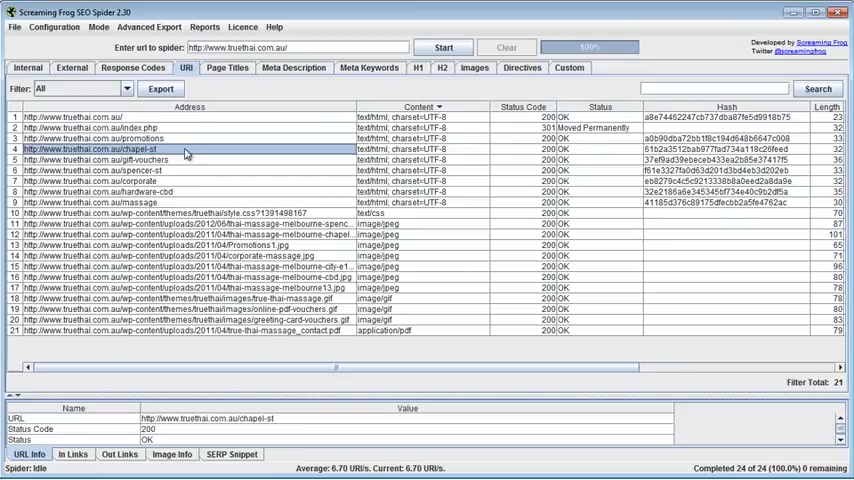 Screaming Frog SEO Spider 2.30
File Configuration Mode Advanced Export Reports Licence Help
Enter url to spider: http://www.truethai.com.au/ Start Clear 100%
Developed by Screaming Frog
Twitter @screamingfrog
Internal External Response Codes URI Page Titles Meta Description Meta Keywords H1 H2 Images Directives Custom
Filter: All Export Search
Address Content Status Code Status Hash Length
1 http://www.truethai.com.au/ text/html; charset=UTF-8 200 OK a8e74462247cb737dba87fe5d9918b75 23
2 http://www.truethai.com.au/index.php text/html; charset=UTF-8 301 Moved Permanently 32
3 http://www.truethai.com.au/promotions text/html; charset=UTF-8 200 OK a0b90dba72bb1f8c194d648b6647c008 33
4 http://www.truethai.com.au/chapel-st text/html; charset=UTF-8 200 OK 61a2b3512bab977fad734a118c26feed 32
5 http://www.truethai.com.au/gift-vouchers text/html; charset=UTF-8 200 OK 37ef9ad39ebeceb433ea2b85e37417f5 36
6 http://www.truethai.com.au/spencer-st text/html; charset=UTF-8 200 OK f61e3327fa0d63d201d3bd4eb3d202eb 33
7 http://www.truethai.com.au/corporate text/html; charset=UTF-8 200 OK eb8279c4c5c9213338b8a0eed2a8da9e 32
8 http://www.truethai.com.au/hardware-cbd text/html; charset=UTF-8 200 OK 32e2186a6e345345bf734e40c9b2df5a 35
9 http://www.truethai.com.au/massage text/html; charset=UTF-8 200 OK 41185d376c89175dfecbb2a5fe4762ac 30
10 http://www.truethai.com.au/wp-content/themes/truethai/style.css?1391498167 text/css 200 OK 70
11 http://www.truethai.com.au/wp-content/uploads/2012/06/thai-massage-melbourne-spenc... image/jpeg 200 OK 87
12 http://www.truethai.com.au/wp-content/uploads/2011/04/thai-massage-melbourne-chapel... image/jpeg 200 OK 101
13 http://www.truethai.com.au/wp-content/uploads/2011/04/Promotions1.jpg image/jpeg 200 OK 65
14 http://www.truethai.com.au/wp-content/uploads/2011/04/corporate-massage.jpg image/jpeg 200 OK 71
15 http://www.truethai.com.au/wp-content/uploads/2011/04/thai-massage-melbourne-city-e1... image/jpeg 200 OK 96
16 http://www.truethai.com.au/wp-content/uploads/2011/04/thai-massage-melbourne-cbd.jpg image/jpeg 200 OK 80
17 http://www.truethai.com.au/wp-content/uploads/2011/04/thai-massage-melbourne13.jpg image/jpeg 200 OK 78
18 http://www.truethai.com.au/wp-content/themes/truethai/images/true-thai-massage.gif image/gif 200 OK 78
19 http://www.truethai.com.au/wp-content/themes/truethai/images/online-pdf-vouchers.gif image/gif 200 OK 80
20 http://www.truethai.com.au/wp-content/themes/truethai/images/greeting-card-vouchers.gif image/gif 200 OK 83
21 http://www.truethai.com.au/wp-content/uploads/2011/04/true-thai-massage_contact.pdf application/pdf 200 OK 79
Filter Total: 21
Name Value
URL http://www.truethai.com.au/chapel-st
Status Code 200
Status OK
URL Info In Links Out Links Image Info SERP Snippet
Spider: Idle Average: 6.70 URI/s. Current: 6.70 URI/s. Completed 24 of 24 (100.0%) 0 remaining